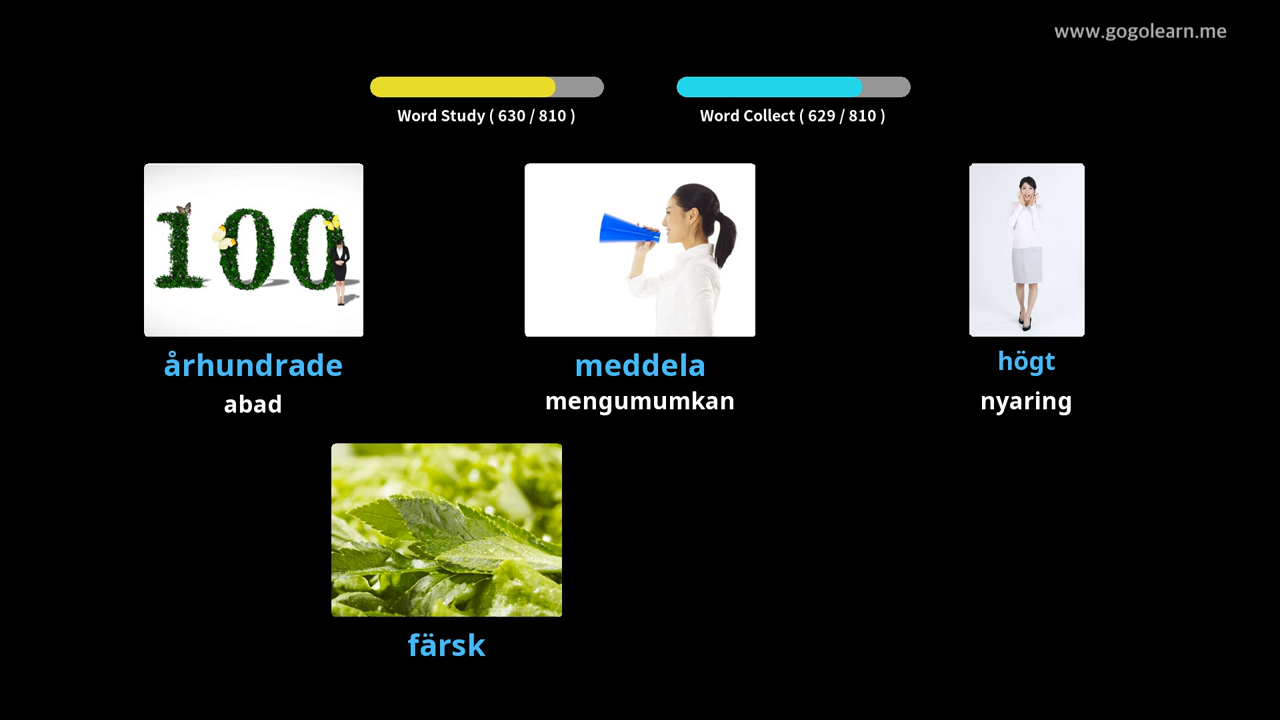 www.gogolearn.me
Word Study ( 630 / 810 )
Word Collect ( 629 / 810 )
100
århundrade
abad
meddela
mengumumkan
högt
nyaring
färsk